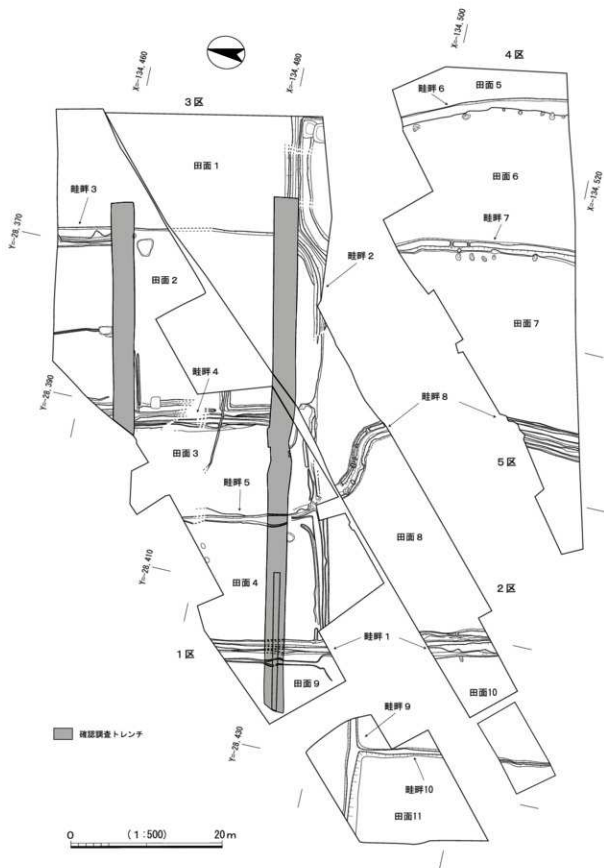 X=-134,460
X=-134,480
X=-134,500
4区
畦畔6
田面5
3区
田面1
田面6
X=-134,520
畦畔3
Y=-28,370
畦畔7
畦畔2
田面2
田面7
Y=-28,390
畦畔4
畦畔8
田面3
5区
畦畔5
田面8
Y=-28,410
田面4
2区
畦畔1
1区
田面9
田面10
畦畔9
確認調査トレンチ
Y=-28,430
畦畔10
田面11
(1:500)
0 20m